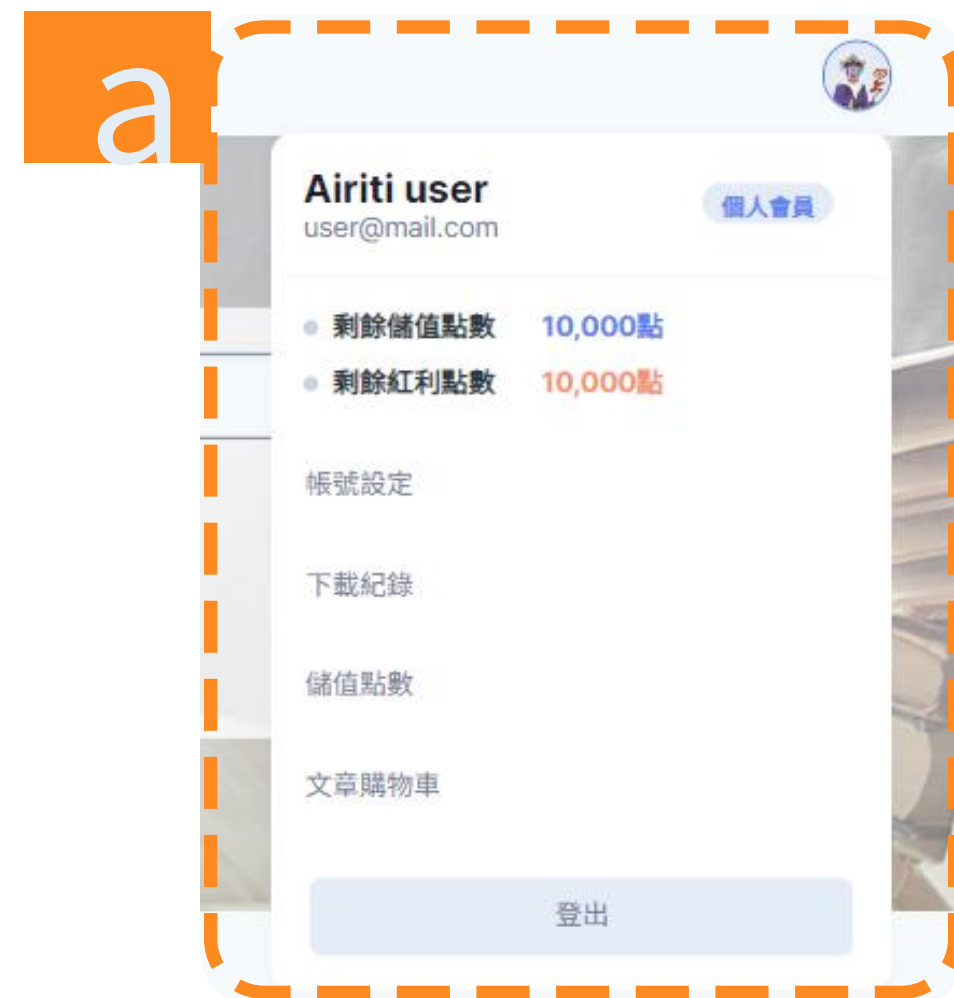 a
Airiti user
個人會員
user@mail.com
剩餘儲值點數 10,000點
剩餘紅利點數 10,000點
帳號設定
下載紀錄
儲值點數
文章購物車
登出